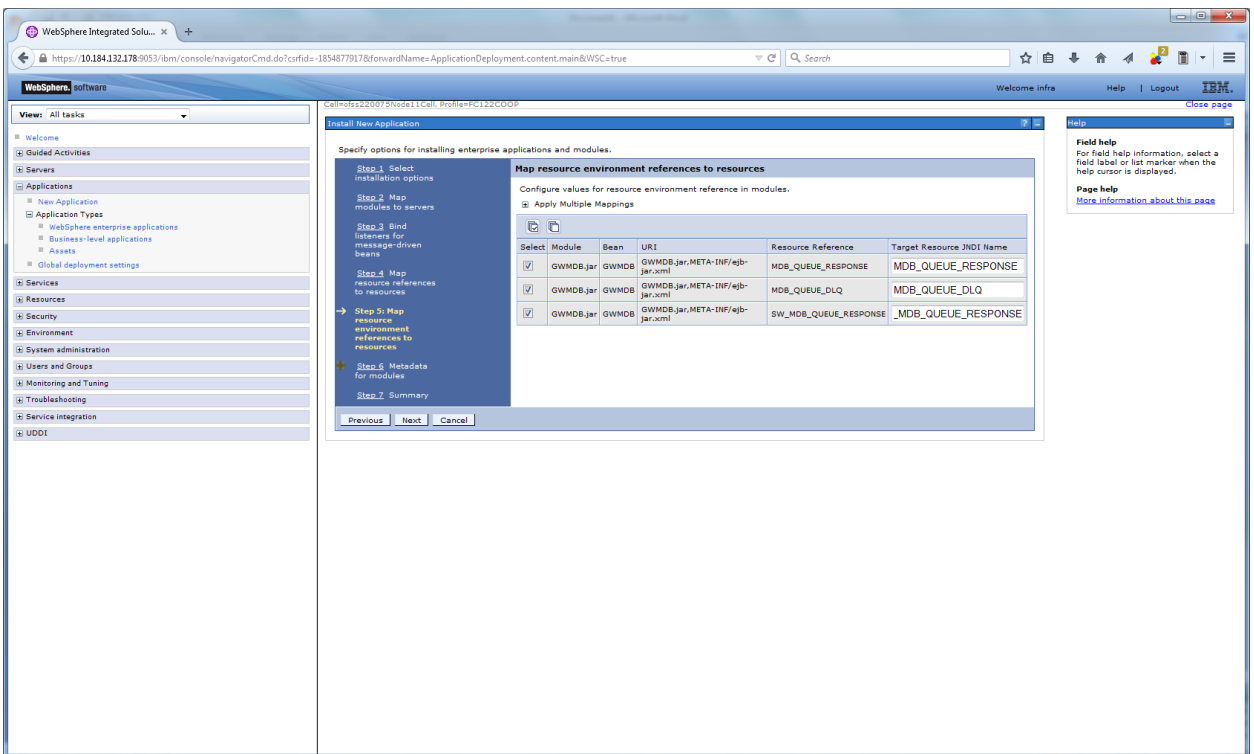 WebSphere Integrated Solu... × +
https://10.184.132.178:9053/ibm/console/navigatorCmd.do?csrfid=-1854877917&forwardName=ApplicationDeployment.content.main&WSC=true
Search
2
WebSphere. software
Welcome infra
Help | Logout
IBM.
View: All tasks
Welcome
Guided Activities
Servers
Applications
New Application
Application Types
WebSphere enterprise applications
Business-level applications
Assets
Global deployment settings
Services
Resources
Security
Environment
System administration
Users and Groups
Monitoring and Tuning
Troubleshooting
Service integration
UDDI
Cell=ofss220075Node11Cell, Profile=FC122COOP
Close page
Install New Application
? –
Specify options for installing enterprise applications and modules.
Step 1 Select
installation options
Step 2 Map
modules to servers
Step 3 Bind
listeners for
message-driven
beans
Step 4 Map
resource references
to resources
Step 5: Map
resource
environment
references to
resources
Step 6 Metadata
for modules
Step 7 Summary
Map resource environment references to resources
Configure values for resource environment reference in modules.
Apply Multiple Mappings
Select Module Bean URI Resource Reference Target Resource JNDI Name
GWMDB.jar GWMDB GWMDB.jar,META-INF/ejb-
jar.xml MDB_QUEUE_RESPONSE MDB_QUEUE_RESPONSE
GWMDB.jar GWMDB GWMDB.jar,META-INF/ejb-
jar.xml MDB_QUEUE_DLQ MDB_QUEUE_DLQ
GWMDB.jar GWMDB GWMDB.jar,META-INF/ejb-
jar.xml SW_MDB_QUEUE_RESPONSE _MDB_QUEUE_RESPONSE
Previous Next Cancel
Help
Field help
For field help information, select a
field label or list marker when the
help cursor is displayed.
Page help
More information about this page